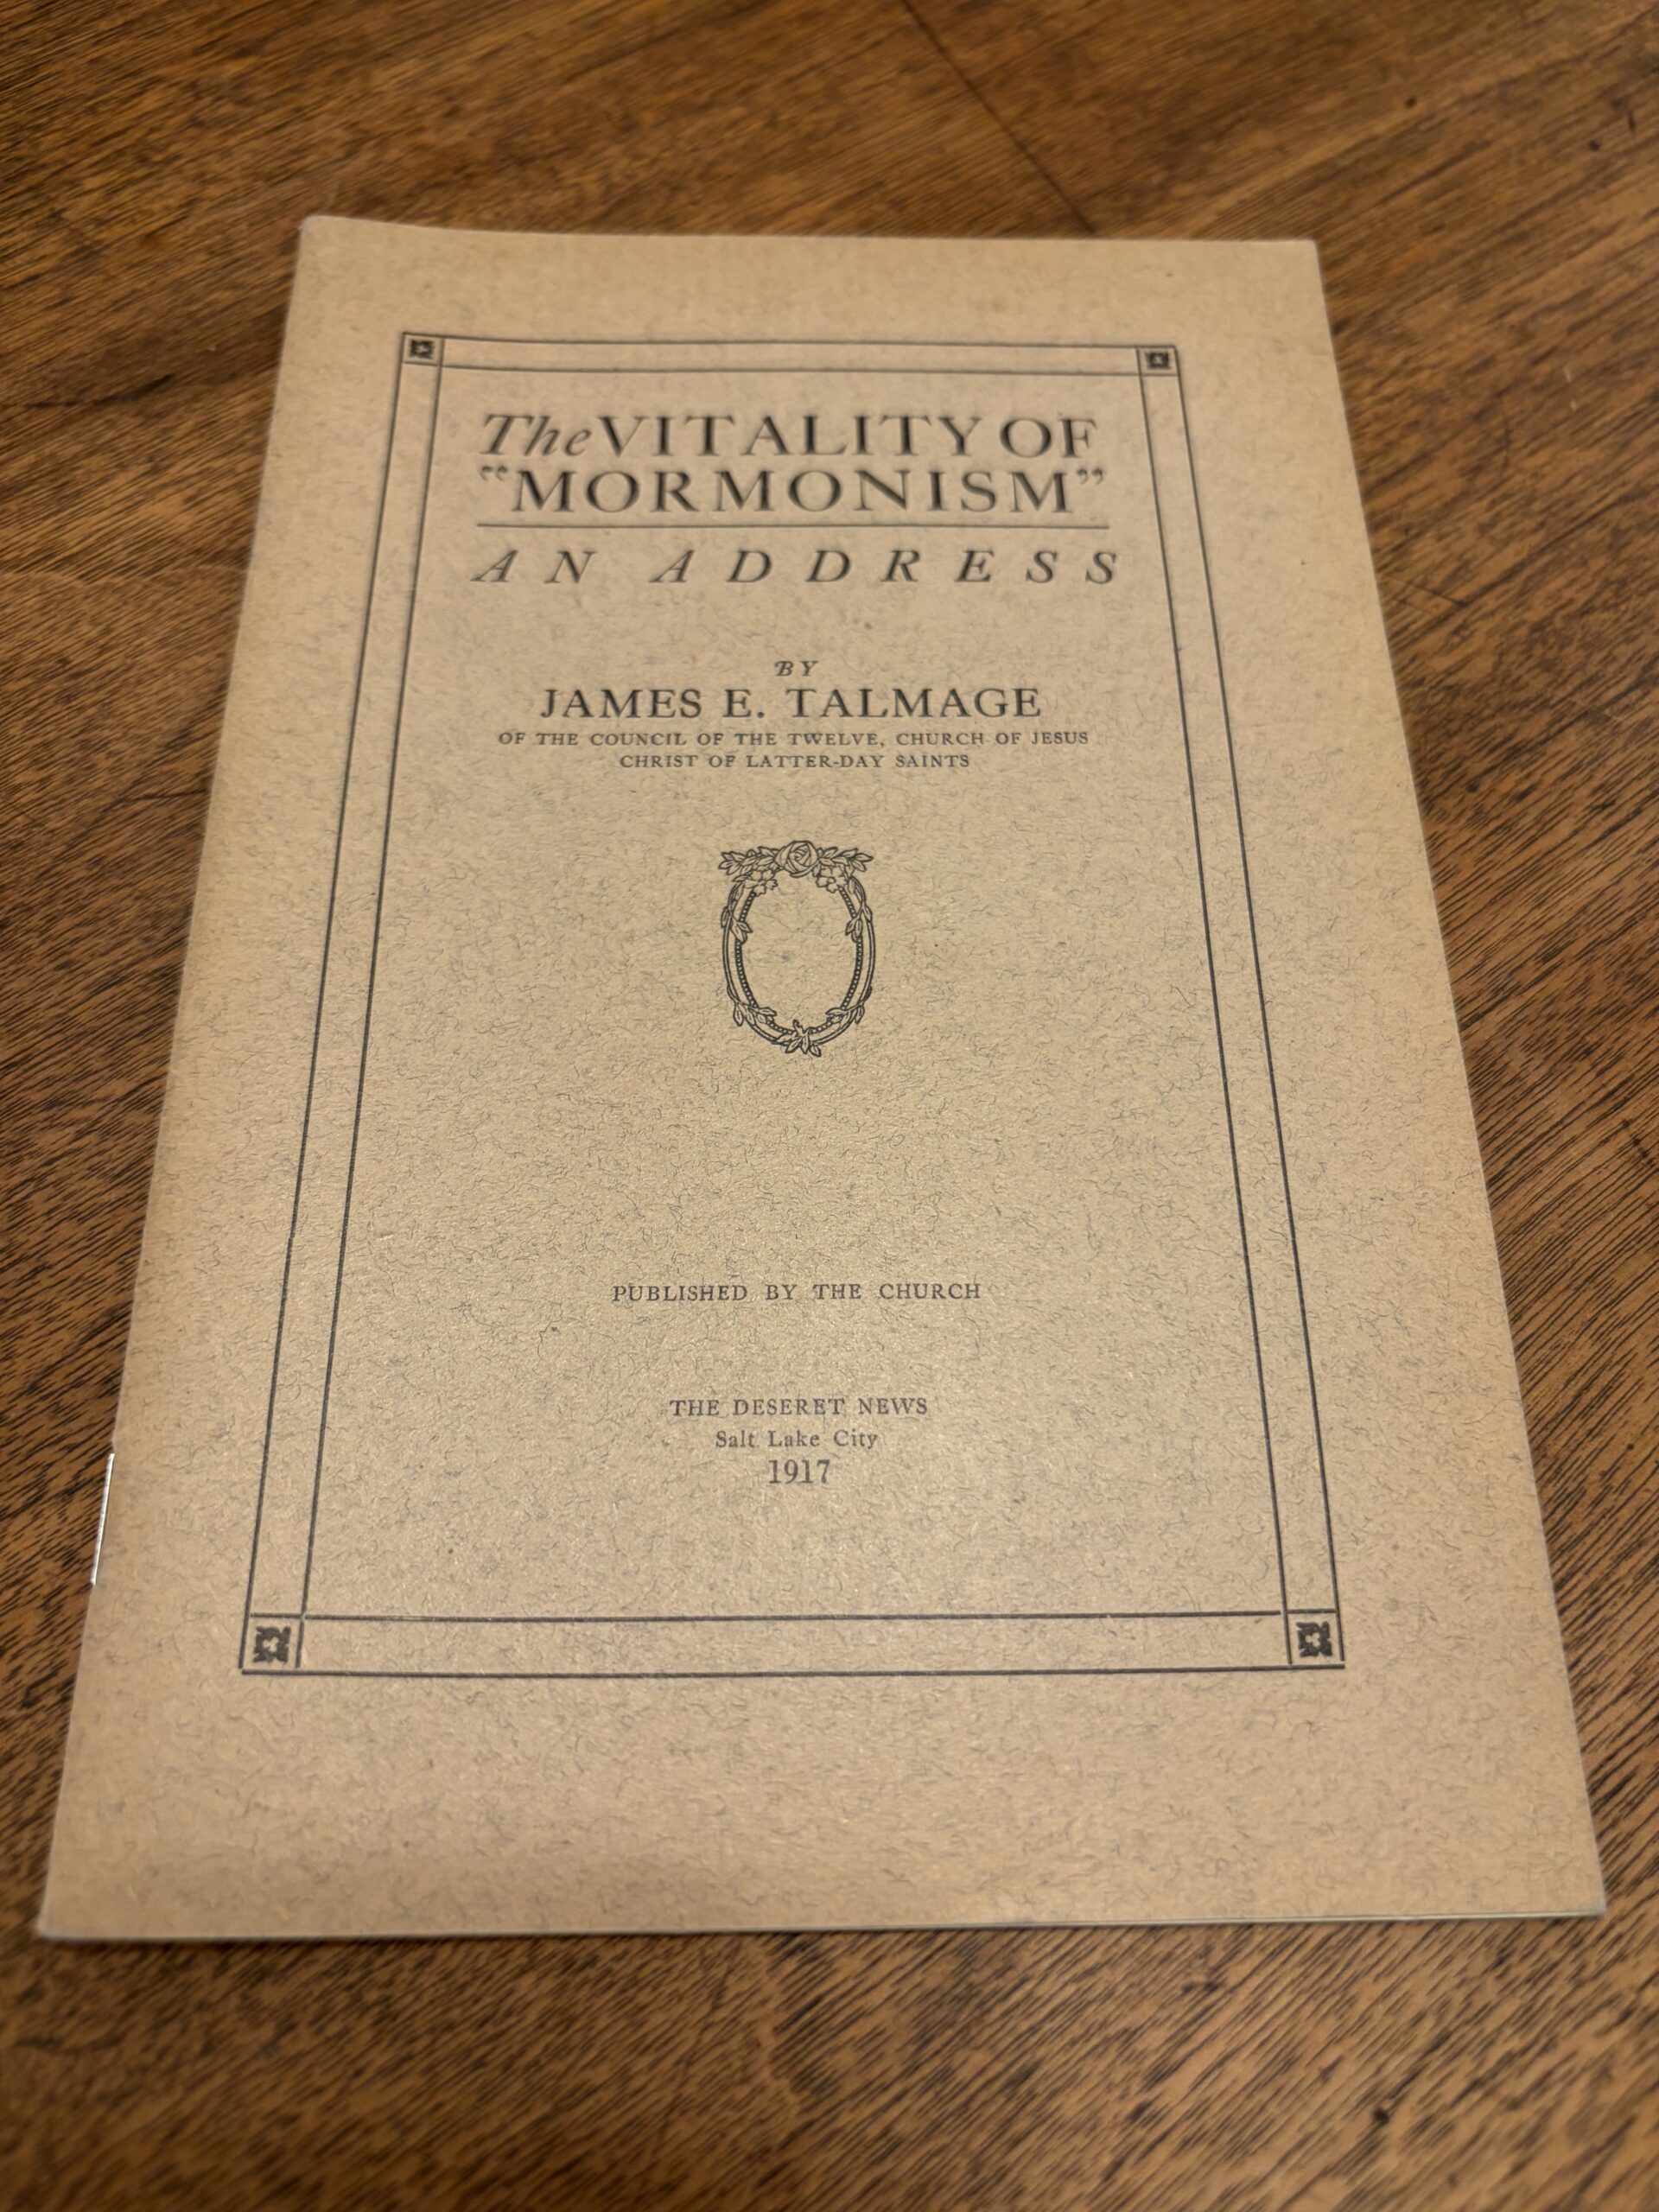 The VITALITY OF
“MORMONISM”
AN ADDRESS
BY
JAMES E. TALMAGE
OF THE COUNCIL OF THE TWELVE, CHURCH OF JESUS
CHRIST OF LATTER-DAY SAINTS
PUBLISHED BY THE CHURCH
THE DESERET NEWS
Salt Lake City
1917